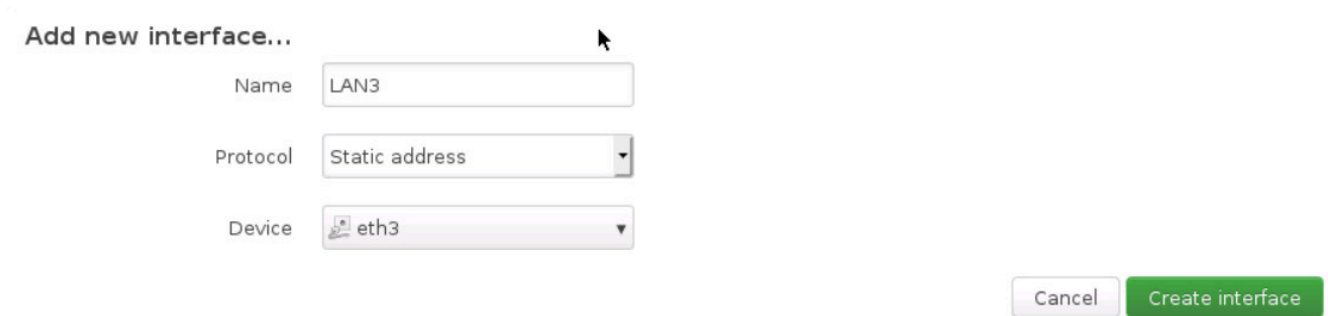 Add new interface...
Name LAN3
Protocol Static address
Device eth3
Cancel Create interface